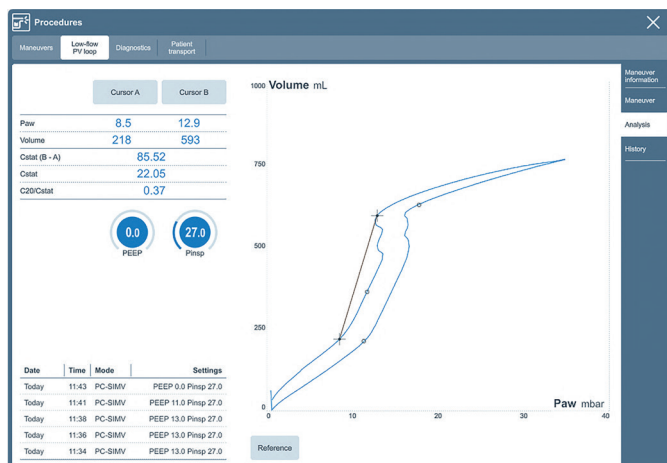 Procedures
Maneuvers
Low-flow
PV loop
Diagnostics
Patient
transport
Cursor A
Cursor B
Paw 8.5 12.9
Volume 218 593
Cstat (B - A) 85.52
Cstat 22.05
C20/Cstat 0.37
0.0
PEEP
27.0
Pinsp
Date Time Mode Settings
Today 11:43 PC-SIMV PEEP 0.0 Pinsp 27.0
Today 11:41 PC-SIMV PEEP 11.0 Pinsp 27.0
Today 11:38 PC-SIMV PEEP 13.0 Pinsp 27.0
Today 11:36 PC-SIMV PEEP 13.0 Pinsp 27.0
Today 11:34 PC-SIMV PEEP 13.0 Pinsp 27.0
1000 Volume mL
750
500
250
0
Paw mbar
0 10 20 30 40
Reference
Maneuver
information
Maneuver
Analysis
History